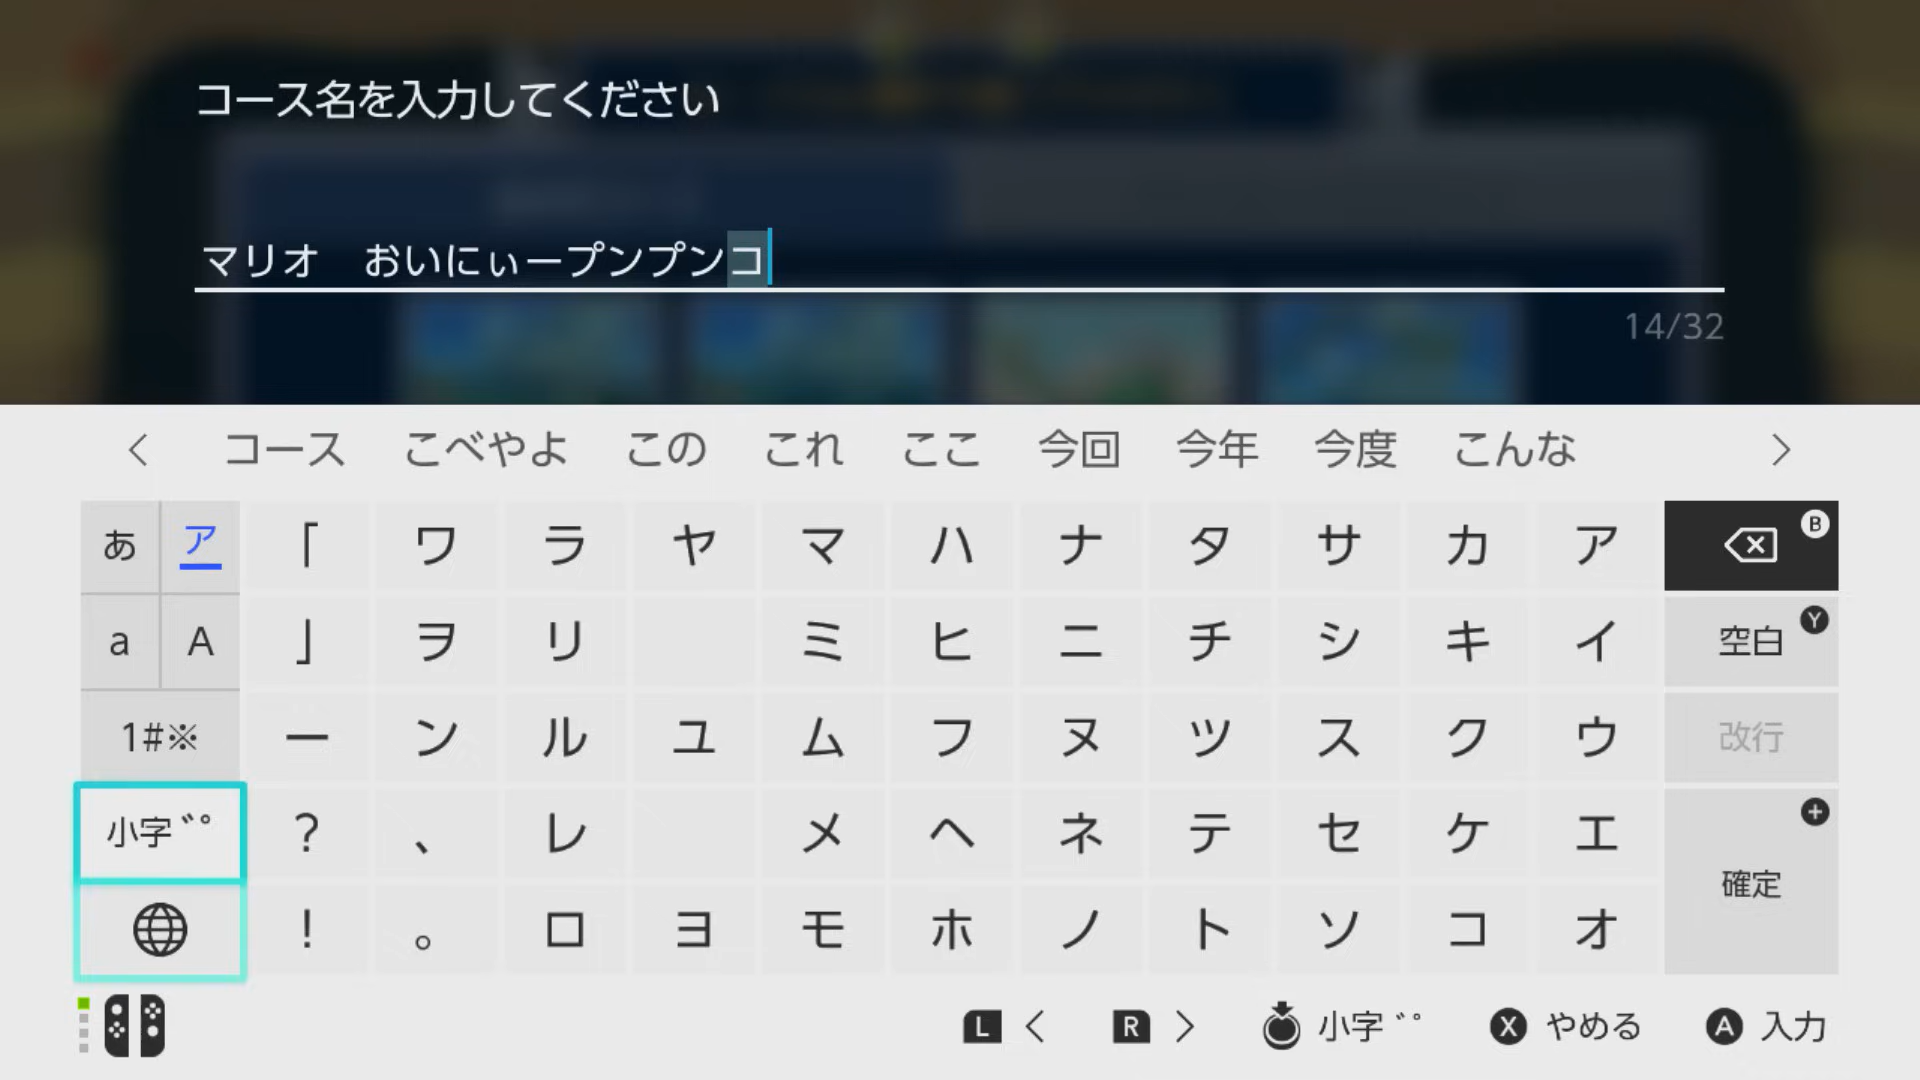 コース名を入力してください
マリオ　おいにぃープンプンコ
14/32
コース こべやよ この これ ここ 今回 今年 今度 こんな
あ ア 「 ワ ラ ヤ マ ハ ナ タ サ カ ア B
a A 」 ヲ リ ミ ヒ ニ チ シ キ イ 空白 Y
1#※ ー ン ル ユ ム フ ヌ ツ ス ク ウ 改行
小字゛゜ ? 、 レ メ ヘ ネ テ セ ケ エ 確定 +
! 。 ロ ヨ モ ホ ノ ト ソ コ オ
L R 小字゛゜ X やめる A 入力